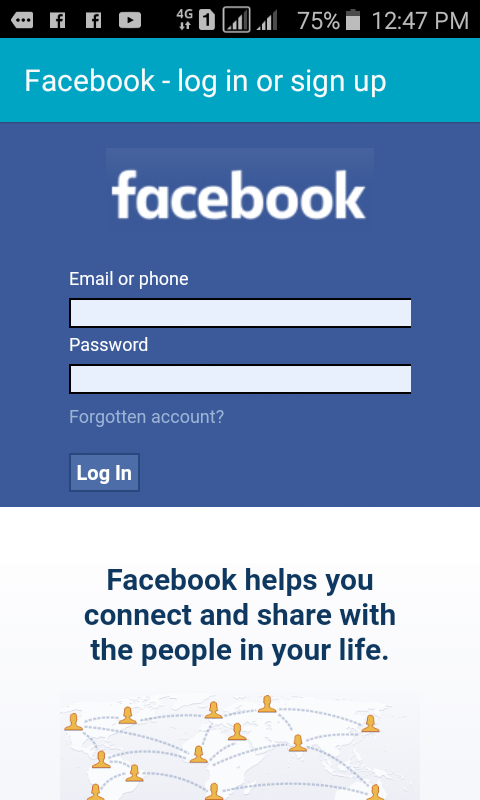 4G 1 75% 12:47 PM
Facebook - log in or sign up
facebook
Email or phone
Password
Forgotten account?
Log In
Facebook helps you
connect and share with
the people in your life.